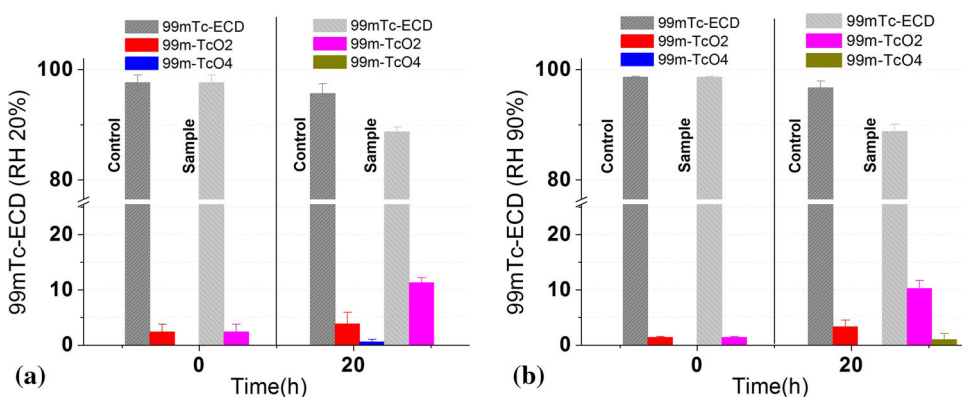 99mTc-ECD 99mTc-ECD
99m-TcO2 99m-TcO2
99m-TcO4 99m-TcO4
100
80
20
10
0
99mTc-ECD (RH 20%)
Control
Sample
Control
Sample
0 20
Time(h)
(a)
99mTc-ECD 99mTc-ECD
99m-TcO2 99m-TcO2
99m-TcO4 99m-TcO4
100
80
20
10
0
99mTc-ECD (RH 90%)
Control
Sample
Control
Sample
0 20
Time(h)
(b)